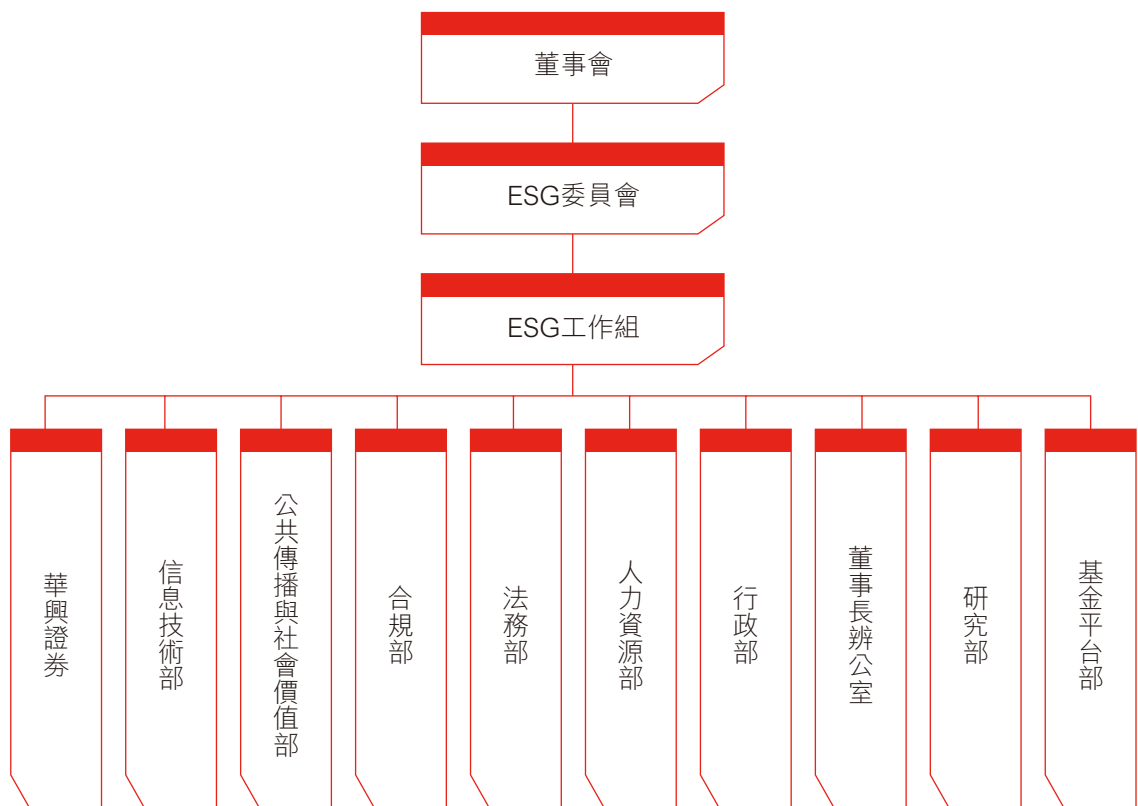 董事會
ESG委員會
ESG工作組
華興證券
信息技術部
公共傳播與社會價值部
合規部
法務部
人力資源部
行政部
董事長辦公室
研究部
基金平台部